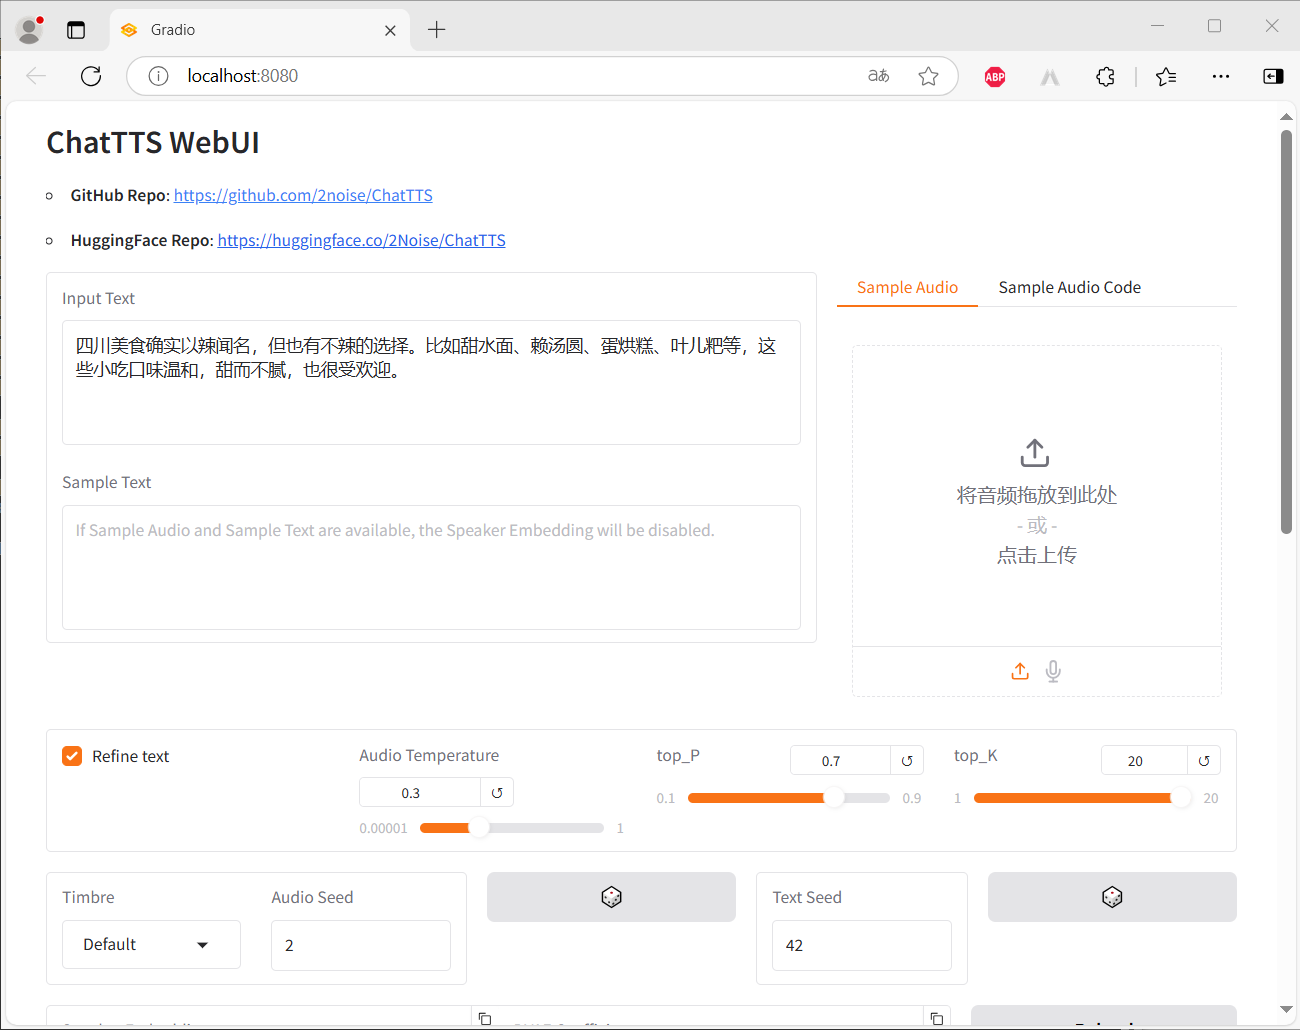 Gradio
localhost:8080
aあ
ABP
ChatTTS WebUI
GitHub Repo: https://github.com/2noise/ChatTTS
HuggingFace Repo: https://huggingface.co/2Noise/ChatTTS
Input Text
四川美食确实以辣闻名，但也有不辣的选择。比如甜水面、赖汤圆、蛋烘糕、叶儿粑等，这
些小吃口味温和，甜而不腻，也很受欢迎。
Sample Text
If Sample Audio and Sample Text are available, the Speaker Embedding will be disabled.
Sample Audio
Sample Audio Code
将音频拖放到此处
- 或 -
点击上传
Refine text
Audio Temperature
0.3
0.00001
1
top_P
0.7
0.1
0.9
top_K
20
1
20
Timbre
Default
Audio Seed
2
Text Seed
42